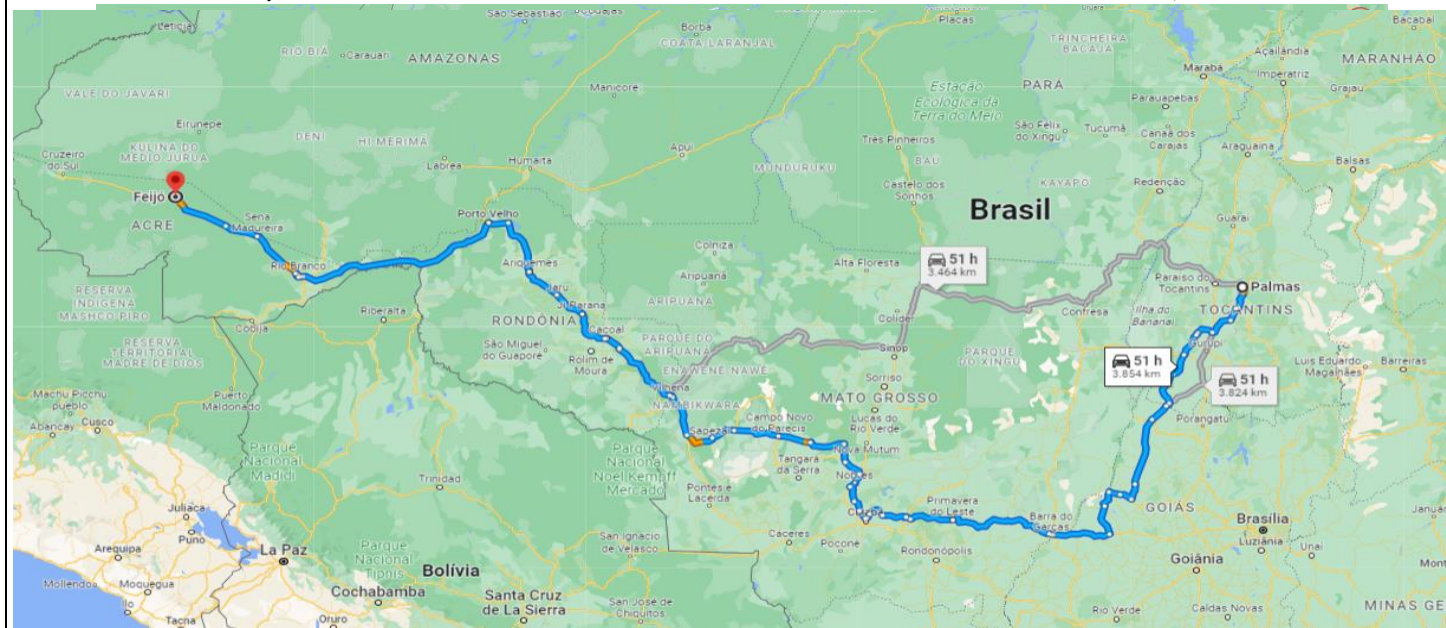 Leticia
São Sebastião
Borba
COATÁ-LARANJAL
Placas
TRINCHEIRA
BACAJÁ
Bacabal
Açailândia
RIO BIÁ
Carauari
AMAZONAS
Marabá
Imperatriz
MARANHÃO
VALE DO JAVARI
Manicoré
Estação
Ecológica da
Terra do Meio
PARÁ
Parauapebas
Grajaú
Eirunepé
DENI
HI MERIMÃ
Três Pinheiros
São Félix
do Xingu
Tucumã
Canaã dos
Carajás
Araguaína
Cruzeiro
do Sul
KULINA DO
MÉDIO JURUÁ
Lábrea
Humaitá
Apuí
MUNDURUKU
BAÚ
Balsas
Feijó
Castelo dos
Sonhos
KAYAPÓ
Redenção
ACRE
Sena
Madureira
Porto Velho
Brasil
Guaraí
Rio Branco
Ariquemes
Colniza
Alta Floresta
51 h
3.464 km
Paraíso do
Tocantins
Palmas
RESERVA
INDÍGENA
MASHCO PIRO
Jaru
Ji-Paraná
Aripuanã
ARIPUANÃ
Confresa
Ilha do
Bananal
TOCANTINS
Cobija
Riberalta
RONDÔNIA
Cacoal
Colíder
RESERVA
TERRITORIAL
MADRE DE DIOS
São Miguel
do Guaporé
Rolim de
Moura
PARQUE DO
ARIPUANÃ
ENAWENÊ NAWÊ
Sinop
PARQUE
DO XINGU
Gurupi
51 h
3.854 km
Luís Eduardo
Magalhães
Barreiras
Machu Picchu
pueblo
Puerto
Maldonado
Vilhena
Sorriso
MATO GROSSO
51 h
3.824 km
Abancay
Cusco
NAMBIKWARA
Sapezal
Campo Novo
do Parecis
Lucas do
Rio Verde
Porangatu
Parque
Nacional
Madidi
Parque
Nacional
Noel Kempff
Mercado
Nova Mutum
Tangará
da Serra
Trinidad
Pontes e
Lacerda
Nobres
Juliaca
Puno
Primavera
do Leste
Barra do
Garças
GOIÁS
Brasília
Arequipa
La Paz
Parque
Nacional
Tipnis
San Ignacio
de Velasco
Cáceres
Poconé
Rondonópolis
Luziânia
Unaí
Goiânia
Mollendo
Moquegua
Bolívia
Cochabamba
Santa Cruz
de La Sierra
Ilo
Tacna
Oruro
San José de
Chiquitos
Rio Verde
Caldas Novas
MINAS GE